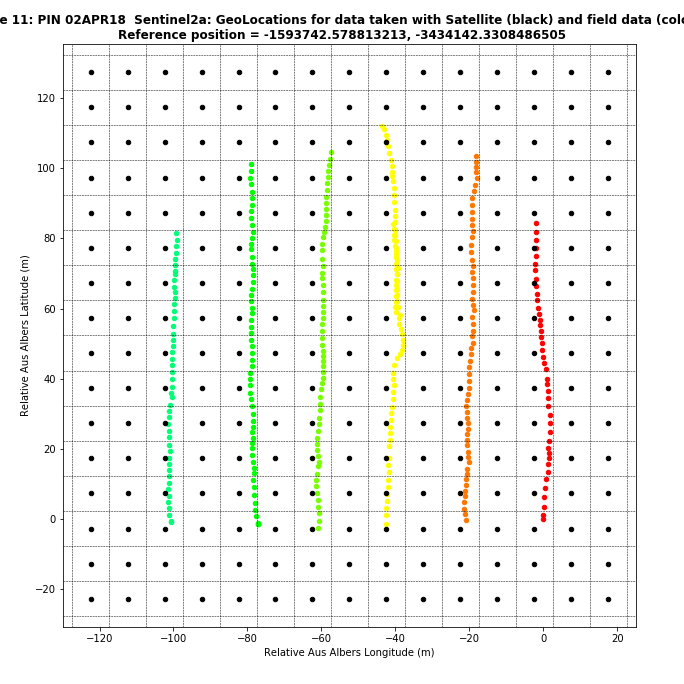 e 11: PIN 02APR18 Sentinel2a: GeoLocations for data taken with Satellite (black) and field data (colo
Reference position = -1593742.578813213, -3434142.3308486505
Relative Aus Albers Latitude (m)
120
100
80
60
40
20
0
−20
−120 −100 −80 −60 −40 −20 0 20
Relative Aus Albers Longitude (m)